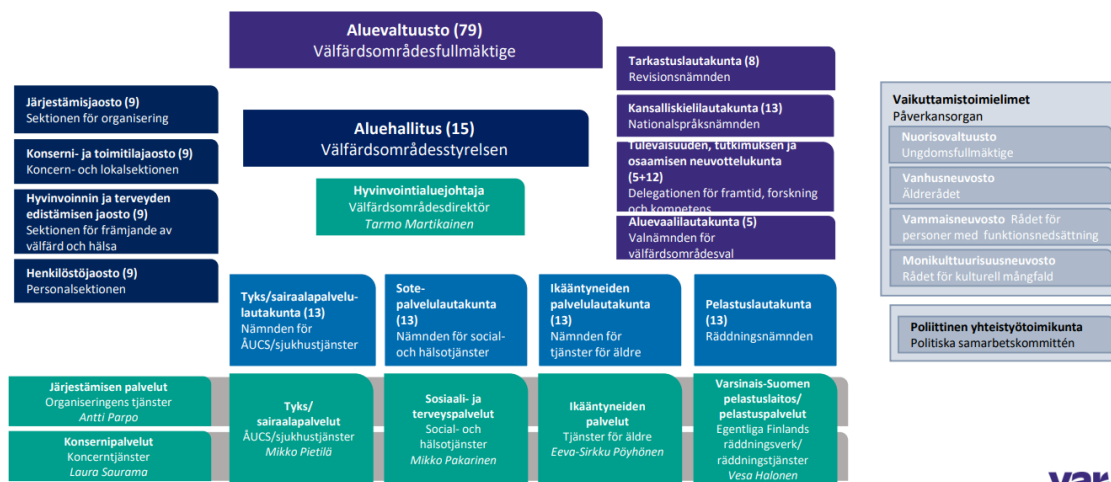 Aluevaltuusto (79)
Välfärdsområdesfullmäktige
Tarkastuslautakunta (8)
Revisionsnämnden
Kansalliskielilautakunta (13)
Nationalspråksnämnden
Tulevaisuuden, tutkimuksen ja
osaamisen neuvottelukunta
(5+12)
Delegationen för framtid, forskning
och kompetens
Aluevaalilautakunta (5)
Valnämnden för
välfärdsområdesval
Järjestämisjaosto (9)
Sektionen för organisering
Konserni- ja toimitilajaosto (9)
Koncern- och lokalsektionen
Hyvinvoinnin ja terveyden
edistämisen jaosto (9)
Sektionen för främjande av
välfärd och hälsa
Henkilöstöjaosto (9)
Personalsektionen
Aluehallitus (15)
Välfärdsområdesstyrelsen
Hyvinvointialuejohtaja
Välfärdsområdesdirektör
Tarmo Martikainen
Vaikuttamistoimielimet
Påverkansorgan
Nuorisovaltuusto
Ungdomsfullmäktige
Vanhusneuvosto
Äldrerådet
Vammaisneuvosto Rådet för
personer med funktionsnedsättning
Monikulttuurisuusneuvosto
Rådet för kulturell mångfald
Poliittinen yhteistyötoimikunta
Politiska samarbetskommittén
Tyks/sairaalapalvelu-
lautakunta (13)
Nämnden för
ÅUCS/sjukhustjänster
Sote-
palvelulautakunta
(13)
Nämnden för social-
och hälsotjänster
Ikääntyneiden
palvelulautakunta
(13)
Nämnden för
tjänster för äldre
Pelastuslautakunta
(13)
Räddningsnämnden
Järjestämisen palvelut
Organiseringens tjänster
Antti Parpo
Konsernipalvelut
Koncerntjänster
Laura Saurama
Tyks/
sairaalapalvelut
ÅUCS/sjukhustjänster
Mikko Pietilä
Sosiaali- ja
terveyspalvelut
Social- och
hälsotjänster
Mikko Pakarinen
Ikääntyneiden
palvelut
Tjänster för äldre
Eeva-Sirkku Pöyhönen
Varsinais-Suomen
pelastuslaitos/
pelastuspalvelut
Egentliga Finlands
räddningsverk/
räddningstjänster
Vesa Halonen